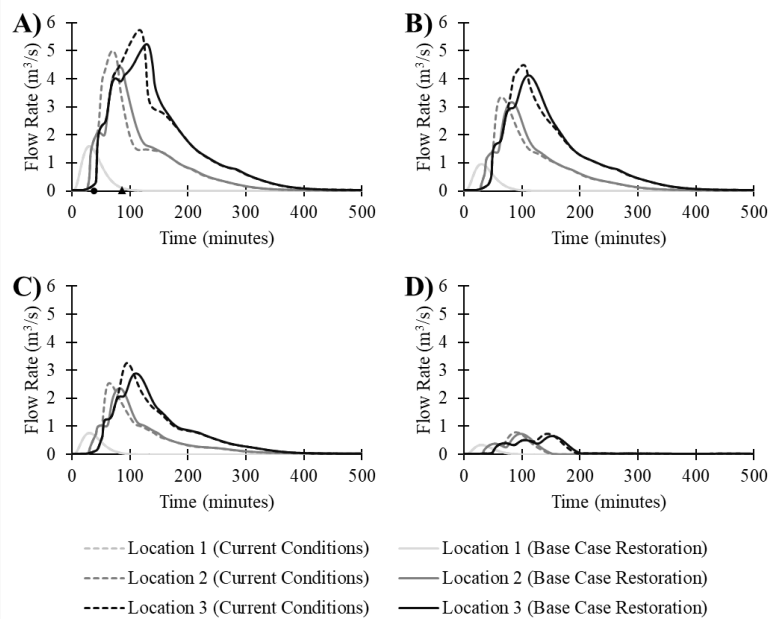 A)
Flow Rate (m³/s)
6
5
4
3
2
1
0
0 100 200 300 400 500
Time (minutes)
B)
Flow Rate (m³/s)
6
5
4
3
2
1
0
0 100 200 300 400 500
Time (minutes)
C)
Flow Rate (m³/s)
6
5
4
3
2
1
0
0 100 200 300 400 500
Time (minutes)
D)
Flow Rate (m³/s)
6
5
4
3
2
1
0
0 100 200 300 400 500
Time (minutes)
Location 1 (Current Conditions)
Location 1 (Base Case Restoration)
Location 2 (Current Conditions)
Location 2 (Base Case Restoration)
Location 3 (Current Conditions)
Location 3 (Base Case Restoration)